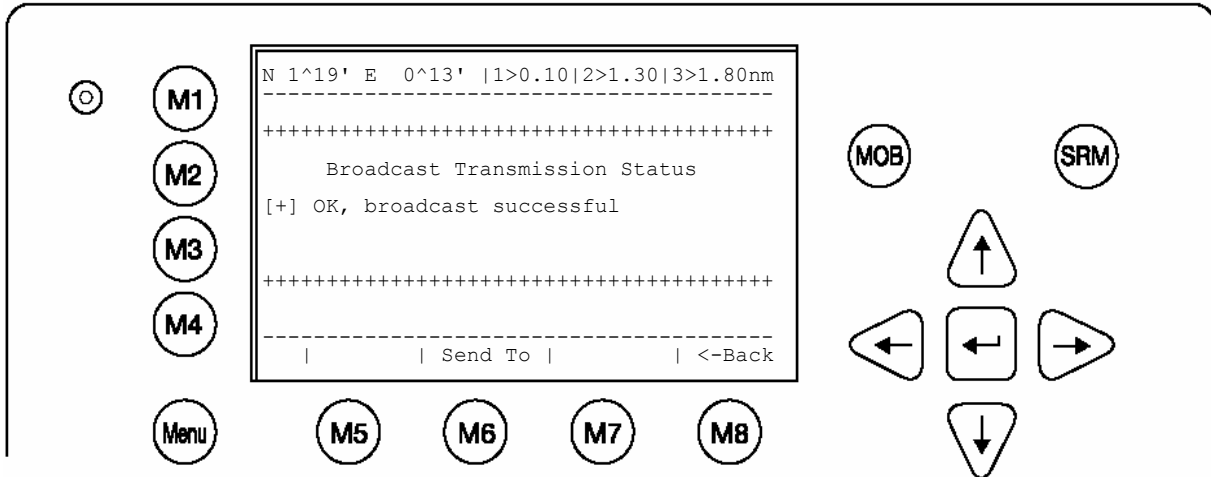 N 1^19' E  0^13' |1>0.10|2>1.30|3>1.80nm
----------------------------------------
++++++++++++++++++++++++++++++++++++++++
Broadcast Transmission Status
[+] OK, broadcast successful
++++++++++++++++++++++++++++++++++++++++
----------------------------------------
| | Send To | | <-Back
M1
M2
M3
M4
Menu
M5
M6
M7
M8
MOB
SRM